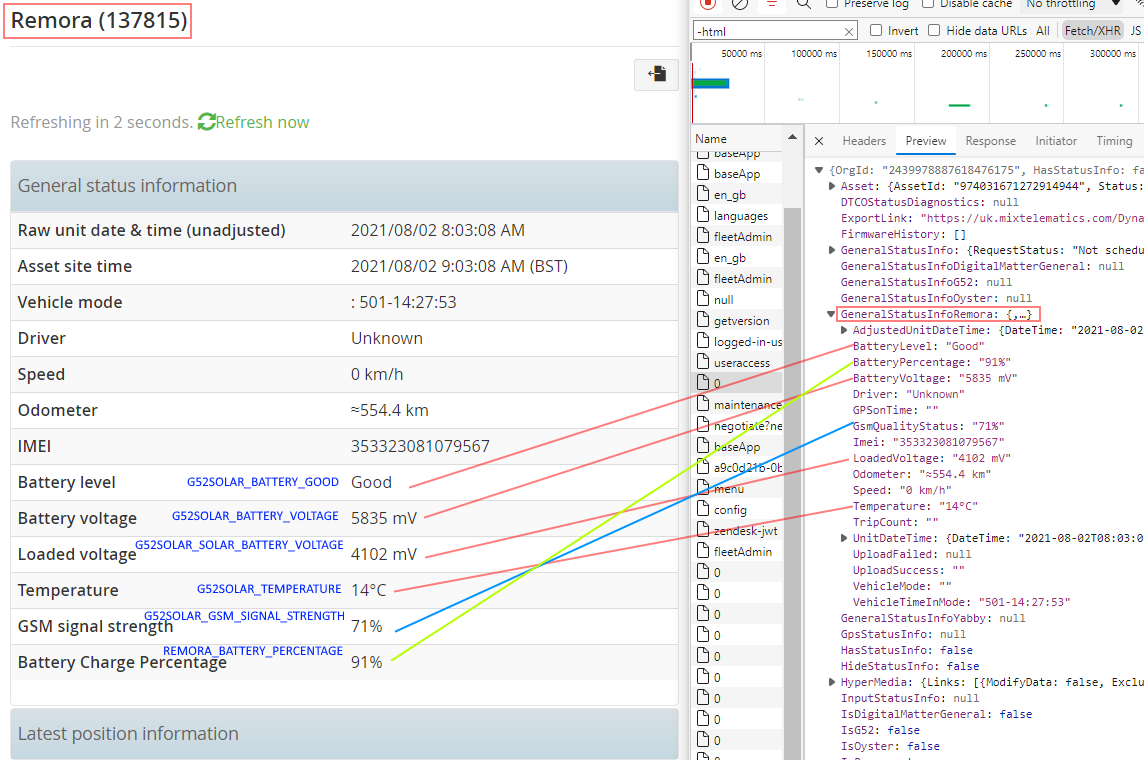 Remora (137815)
Refreshing in 2 seconds. Refresh now
General status information
Raw unit date & time (unadjusted) 2021/08/02 8:03:08 AM
Asset site time 2021/08/02 9:03:08 AM (BST)
Vehicle mode : 501-14:27:53
Driver Unknown
Speed 0 km/h
Odometer ≈554.4 km
IMEI 353323081079567
Battery level G52SOLAR_BATTERY_GOOD Good
Battery voltage G52SOLAR_BATTERY_VOLTAGE 5835 mV
Loaded voltage G52SOLAR_SOLAR_BATTERY_VOLTAGE 4102 mV
Temperature G52SOLAR_TEMPERATURE 14°C
GSM signal strength G52SOLAR_GSM_SIGNAL_STRENGTH 71%
Battery Charge Percentage REMORA_BATTERY_PERCENTAGE 91%
Latest position information
Preserve log Disable cache No throttling
-html Invert Hide data URLs All Fetch/XHR JS
50000 ms 100000 ms 150000 ms 200000 ms 250000 ms 300000 ms
Name
baseApp
baseApp
en_gb
languages
fleetAdmin
en_gb
fleetAdmin
null
getversion
logged-in-us
useraccess
0
maintenance
negotiate?ne
baseApp
a9c0d21b-0b
menu
config
zendesk-jwt
fleetAdmin
0
0
0
0
0
0
0
0
0
Headers Preview Response Initiator Timing
{OrgId: "2439978887618476175", HasStatusInfo: fa
Asset: {AssetId: "974031671272914944", Status:
DTCOStatusDiagnostics: null
ExportLink: "https://uk.mixtelematics.com/Dyna
FirmwareHistory: []
GeneralStatusInfo: {RequestStatus: "Not schedu
GeneralStatusInfoDigitalMatterGeneral: null
GeneralStatusInfoG52: null
GeneralStatusInfoOyster: null
GeneralStatusInfoRemora: {,…}
AdjustedUnitDateTime: {DateTime: "2021-08-02
BatteryLevel: "Good"
BatteryPercentage: "91%"
BatteryVoltage: "5835 mV"
Driver: "Unknown"
GPSonTime: ""
GsmQualityStatus: "71%"
Imei: "353323081079567"
LoadedVoltage: "4102 mV"
Odometer: "≈554.4 km"
Speed: "0 km/h"
Temperature: "14°C"
TripCount: ""
UnitDateTime: {DateTime: "2021-08-02T08:03:0
UploadFailed: null
UploadSuccess: ""
VehicleMode: ""
VehicleTimeInMode: "501-14:27:53"
GeneralStatusInfoYabby: null
GpsStatusInfo: null
HasStatusInfo: false
HideStatusInfo: false
HyperMedia: {Links: [{ModifyData: false, Exclu
InputStatusInfo: null
IsDigitalMatterGeneral: false
IsG52: false
IsOyster: false